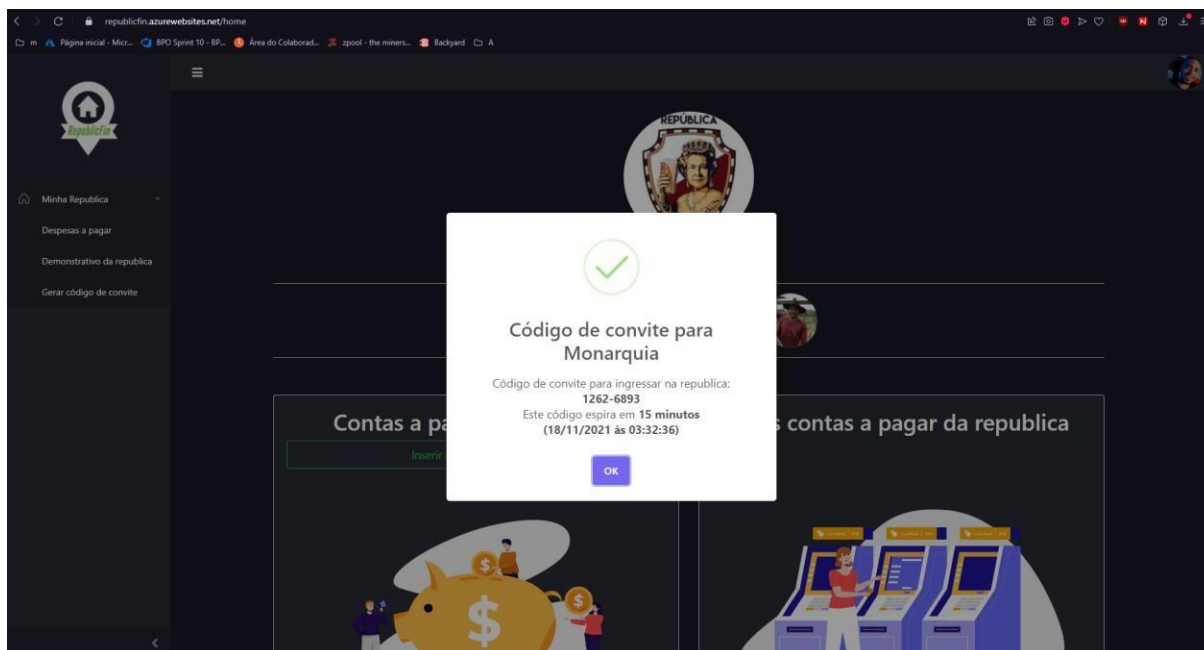 republicfin.azurewebsites.net/home
m Página inicial - Micr... BPO Sprint 10 - BP... Área do Colaborad... zpool - the miners... Backyard A
RepublicFin
REPÚBLICA
Minha Republica
Despesas a pagar
Demonstrativo da republica
Gerar código de convite
Código de convite para
Monarquia
Código de convite para ingressar na republica:
1262-6893
Este código espira em 15 minutos
(18/11/2021 às 03:32:36)
OK
Contas a pa
Inserir
contas a pagar da republica